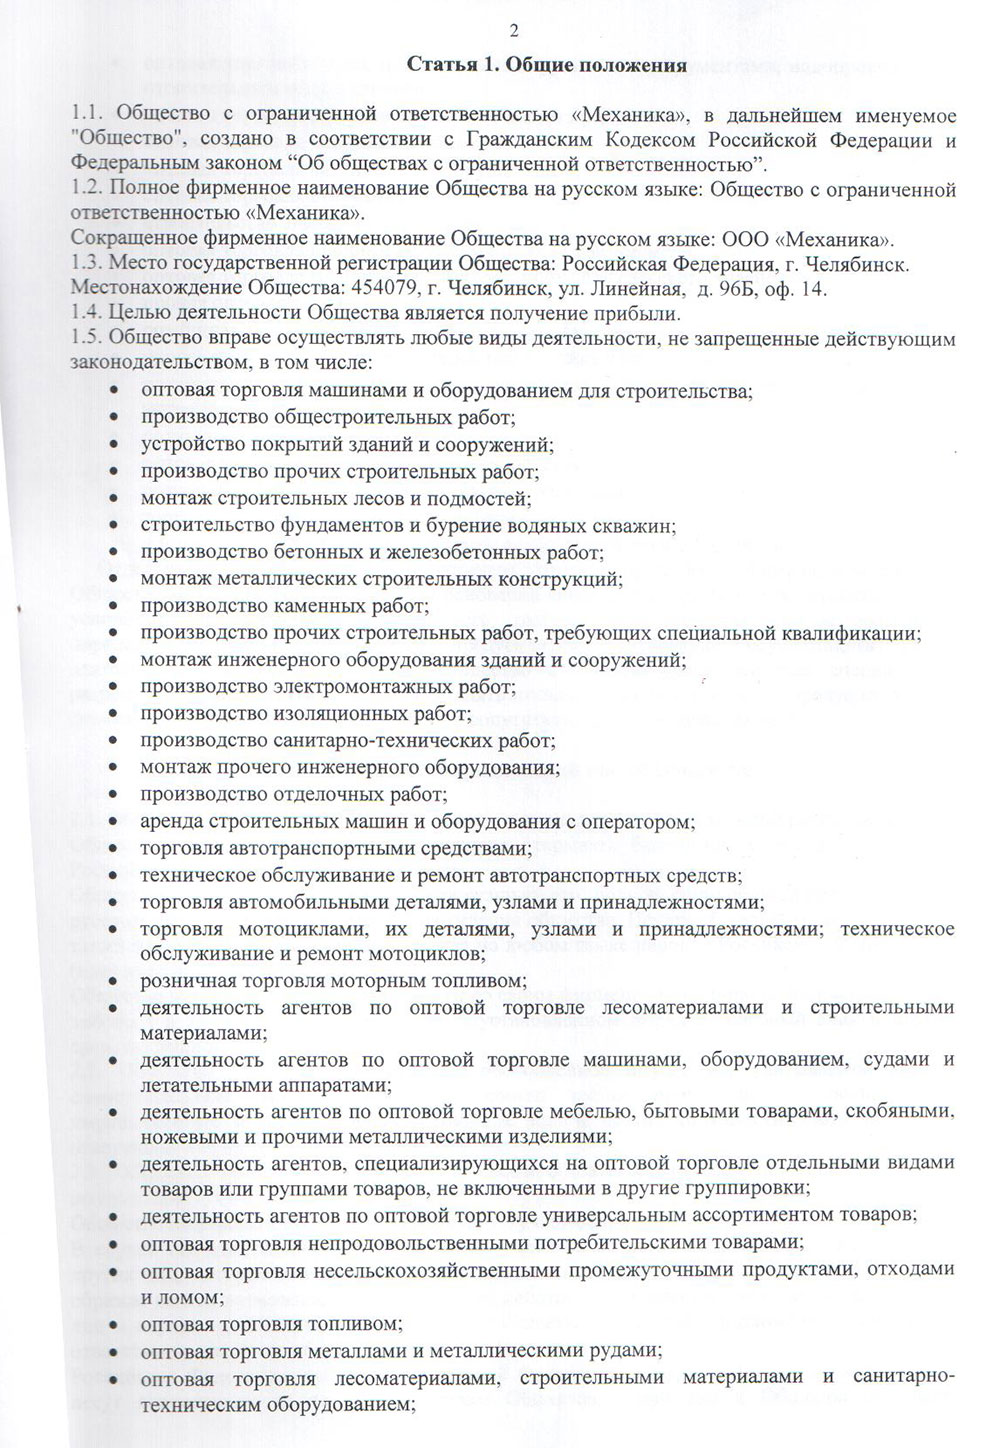 2
Статья 1. Общие положения
1.1. Общество с ограниченной ответственностью «Механика», в дальнейшем именуемое
"Общество", создано в соответствии с Гражданским Кодексом Российской Федерации и
Федеральным законом “Об обществах с ограниченной ответственностью”.
1.2. Полное фирменное наименование Общества на русском языке: Общество с ограниченной
ответственностью «Механика».
Сокращенное фирменное наименование Общества на русском языке: ООО «Механика».
1.3. Место государственной регистрации Общества: Российская Федерация, г. Челябинск.
Местонахождение Общества: 454079, г. Челябинск, ул. Линейная, д. 96Б, оф. 14.
1.4. Целью деятельности Общества является получение прибыли.
1.5. Общество вправе осуществлять любые виды деятельности, не запрещенные действующим
законодательством, в том числе:
• оптовая торговля машинами и оборудованием для строительства;
• производство общестроительных работ;
• устройство покрытий зданий и сооружений;
• производство прочих строительных работ;
• монтаж строительных лесов и подмостей;
• строительство фундаментов и бурение водяных скважин;
• производство бетонных и железобетонных работ;
• монтаж металлических строительных конструкций;
• производство каменных работ;
• производство прочих строительных работ, требующих специальной квалификации;
• монтаж инженерного оборудования зданий и сооружений;
• производство электромонтажных работ;
• производство изоляционных работ;
• производство санитарно-технических работ;
• монтаж прочего инженерного оборудования;
• производство отделочных работ;
• аренда строительных машин и оборудования с оператором;
• торговля автотранспортными средствами;
• техническое обслуживание и ремонт автотранспортных средств;
• торговля автомобильными деталями, узлами и принадлежностями;
• торговля мотоциклами, их деталями, узлами и принадлежностями; техническое
обслуживание и ремонт мотоциклов;
• розничная торговля моторным топливом;
• деятельность агентов по оптовой торговле лесоматериалами и строительными
материалами;
• деятельность агентов по оптовой торговле машинами, оборудованием, судами и
летательными аппаратами;
• деятельность агентов по оптовой торговле мебелью, бытовыми товарами, скобяными,
ножевыми и прочими металлическими изделиями;
• деятельность агентов, специализирующихся на оптовой торговле отдельными видами
товаров или группами товаров, не включенными в другие группировки;
• деятельность агентов по оптовой торговле универсальным ассортиментом товаров;
• оптовая торговля непродовольственными потребительскими товарами;
• оптовая торговля несельскохозяйственными промежуточными продуктами, отходами
и ломом;
• оптовая торговля топливом;
• оптовая торговля металлами и металлическими рудами;
• оптовая торговля лесоматериалами, строительными материалами и санитарно-
техническим оборудованием;